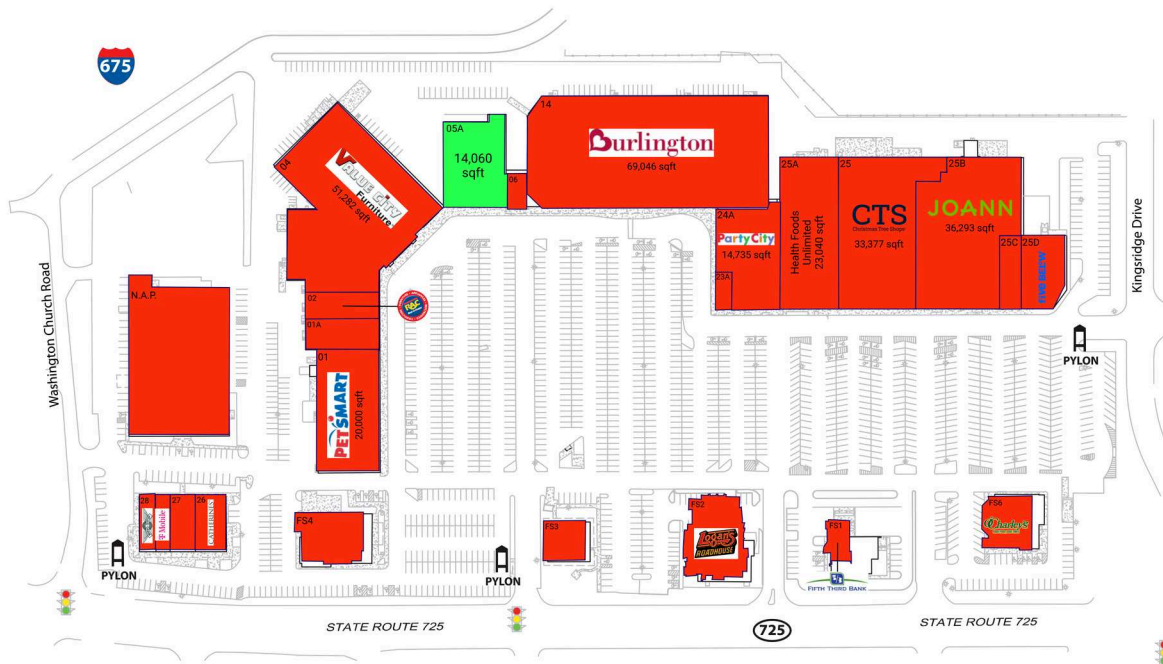 675
14
Burlington
69,046 sqft
05A
14,060
sqft
06
04
VALUE CITY
Furniture
51,282 sqft
25A
25
25B
24A
Party City
14,735 sqft
23A
Health Foods
Unlimited
23,040 sqft
CTS
Christmas Tree Shops
33,377 sqft
JOANN
36,293 sqft
25C
25D
FIVE BELOW
Washington Church Road
Kingsridge Drive
N.A.P.
02
RAC
01A
01
PETSMART
20,000 sqft
PYLON
28
T Mobile
27
26
CATHERINES
FS4
FS3
FS2
Logan's
ROADHOUSE
FS1
FIFTH THIRD BANK
FS6
Charley's
PYLON
PYLON
STATE ROUTE 725
725
STATE ROUTE 725